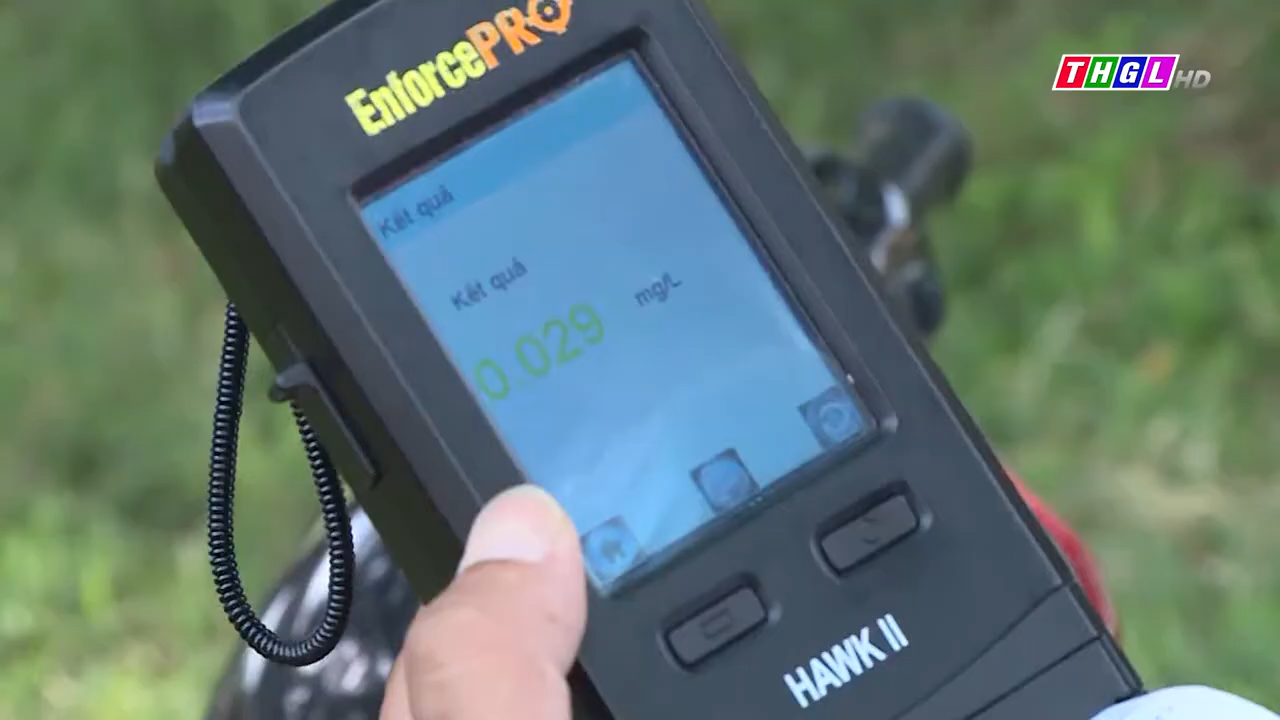 THGL HD
EnforcePRO
Kết quả
Kết quả
mg/L
0.029
HAWK II